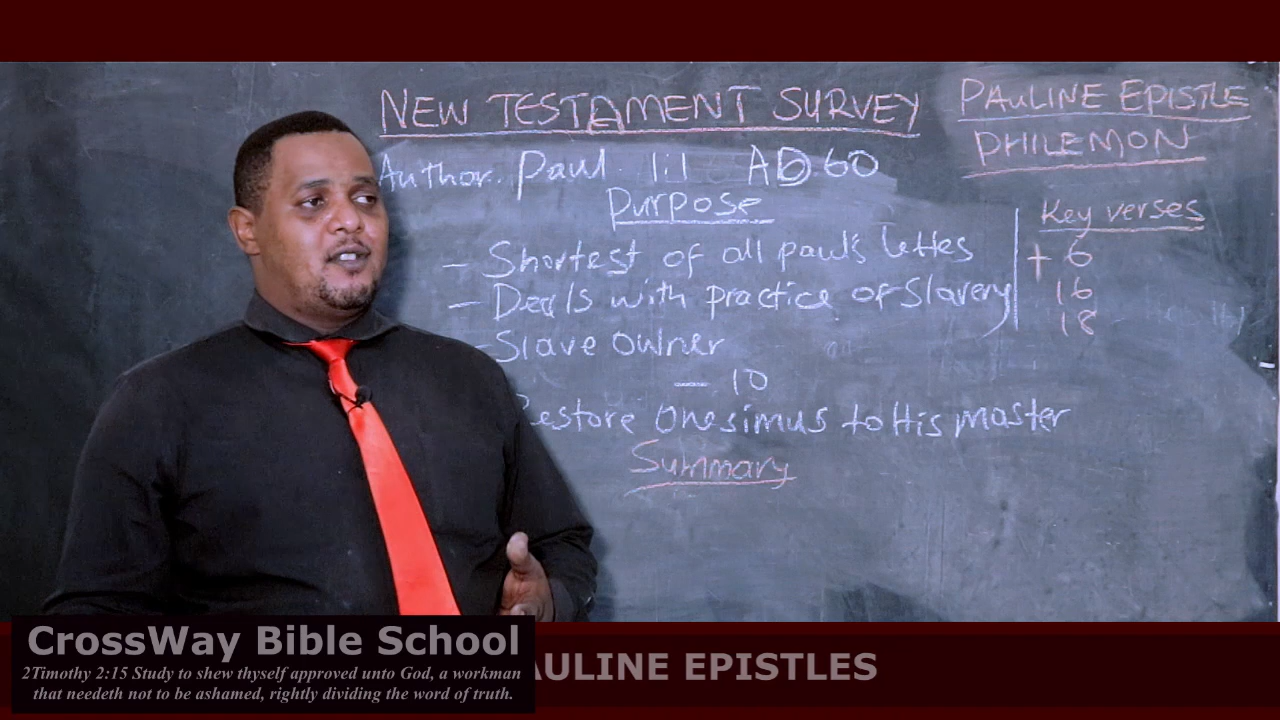 NEW TESTAMENT SURVEY
PAULINE EPISTLE
PHILEMON
Author. Paul 1:1 AD 60
Purpose
- Shortest of all paul's lettes
- Deals with practice of Slavery
- Slave owner
- 10
Restore Onesimus to His master
Summary
Key verses
+ 6
16
18
CrossWay Bible School
2Timothy 2:15 Study to shew thyself approved unto God, a workman
that needeth not to be ashamed, rightly dividing the word of truth.
AULINE EPISTLES